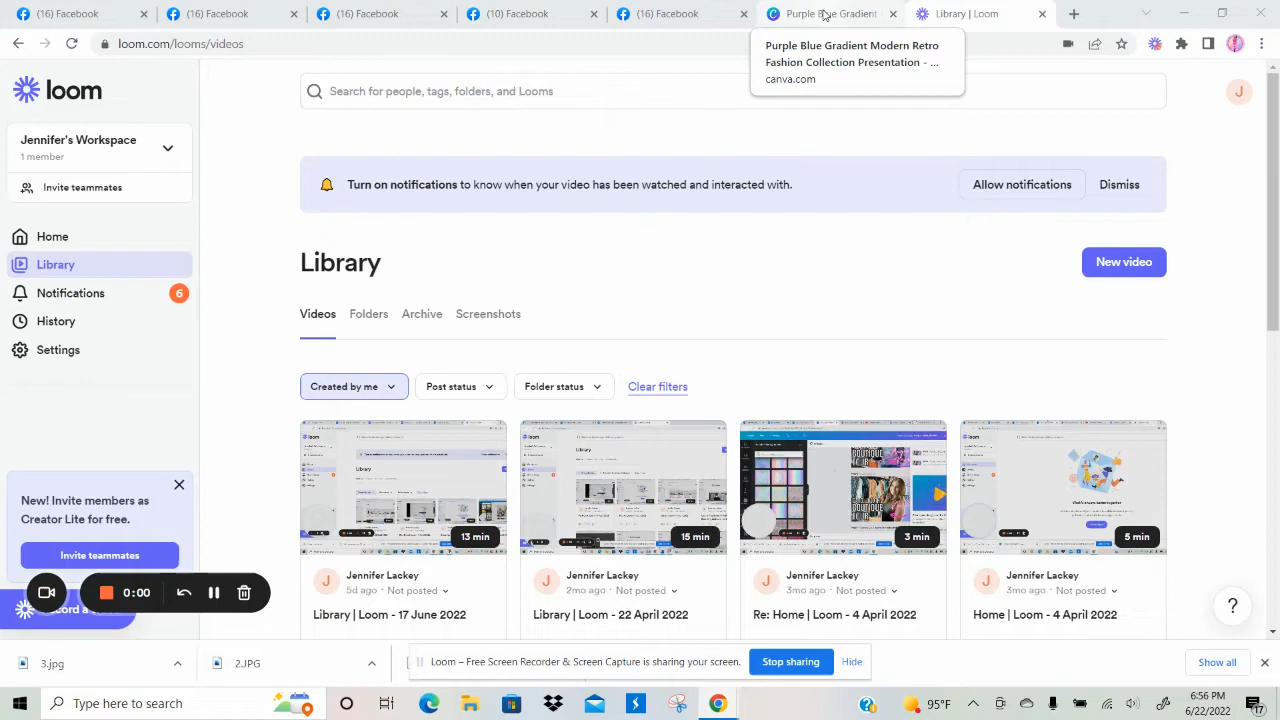 (16) Facebook
(16) Facebook
(16) Facebook
(10) Facebook
(16) Facebook
Purple Blue Gradient
Library | Loom
loom.com/looms/videos
Purple Blue Gradient Modern Retro
Fashion Collection Presentation - ...
canva.com
loom
Search for people, tags, folders, and Looms
J
Jennifer's Workspace
1 member
Invite teammates
Turn on notifications to know when your video has been watched and interacted with.
Allow notifications
Dismiss
Home
Library
Notifications
6
History
Settings
Library
New video
Videos
Folders
Archive
Screenshots
Created by me
Post status
Folder status
Clear filters
New! Invite members as
Creator Lite for free.
Invite teammates
0:00
13 min
15 min
3 min
5 min
J
Jennifer Lackey
5d ago · Not posted
Library | Loom - 17 June 2022
J
Jennifer Lackey
2mo ago · Not posted
Library | Loom - 22 April 2022
J
Jennifer Lackey
3mo ago · Not posted
Re: Home | Loom - 4 April 2022
J
Jennifer Lackey
3mo ago · Not posted
Home | Loom - 4 April 2022
?
3.jpg
2.JPG
Loom – Free Screen Recorder & Screen Capture is sharing your screen.
Stop sharing
Hide
Show all
Type here to search
95°F
6:56 PM
6/22/2022
17